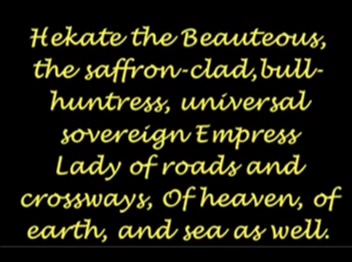 Hekate the Beauteous,
the saffron-clad,bull-
huntress, universal
sovereign Empress
Lady of roads and
crossways, Of heaven, of
earth, and sea as well.